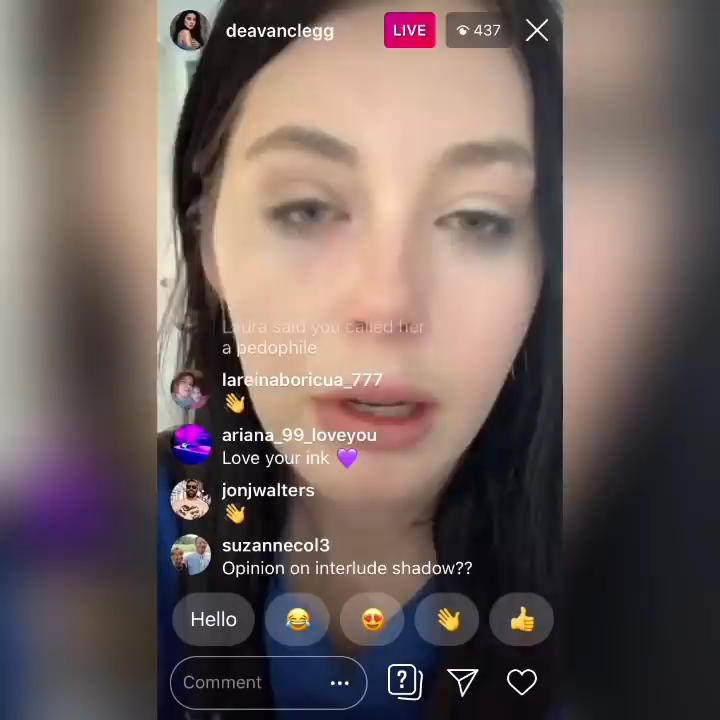 deavanclegg
LIVE
437
Laura said you called her
a pedophile
lareinaboricua_777
👋
ariana_99_loveyou
Love your ink 💜
jonjwalters
👋
suzannecol3
Opinion on interlude shadow??
Hello 😂 😍 👋 👍
Comment ...